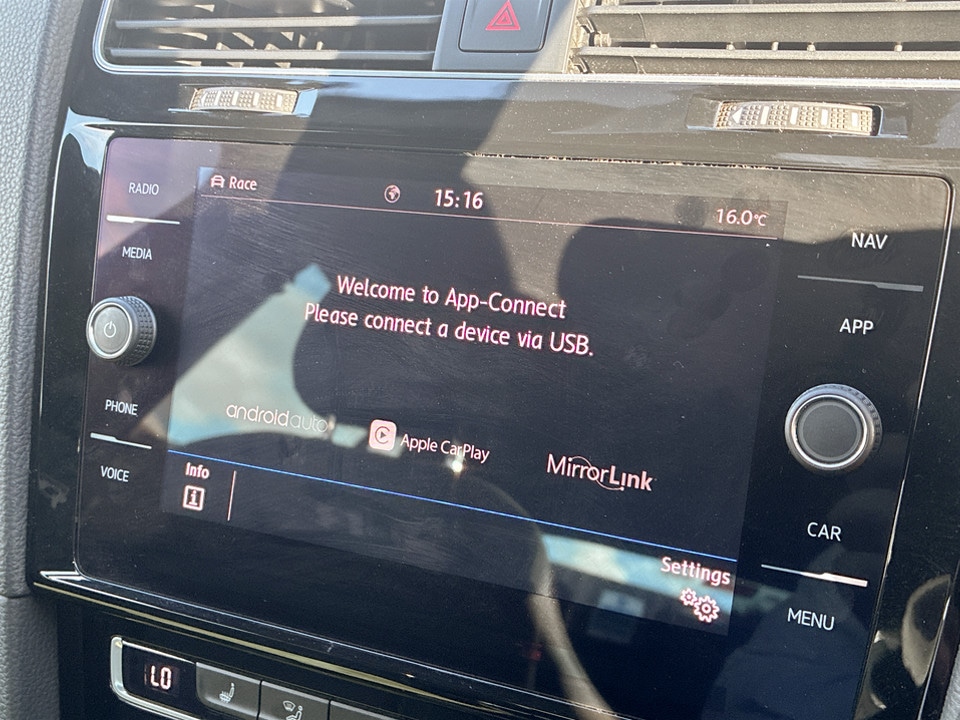 RADIO
MEDIA
PHONE
VOICE
Race
15:16
16.0°C
Welcome to App-Connect
Please connect a device via USB.
androidauto
Apple CarPlay
MirrorLink
Info
Settings
NAV
APP
CAR
MENU
LO